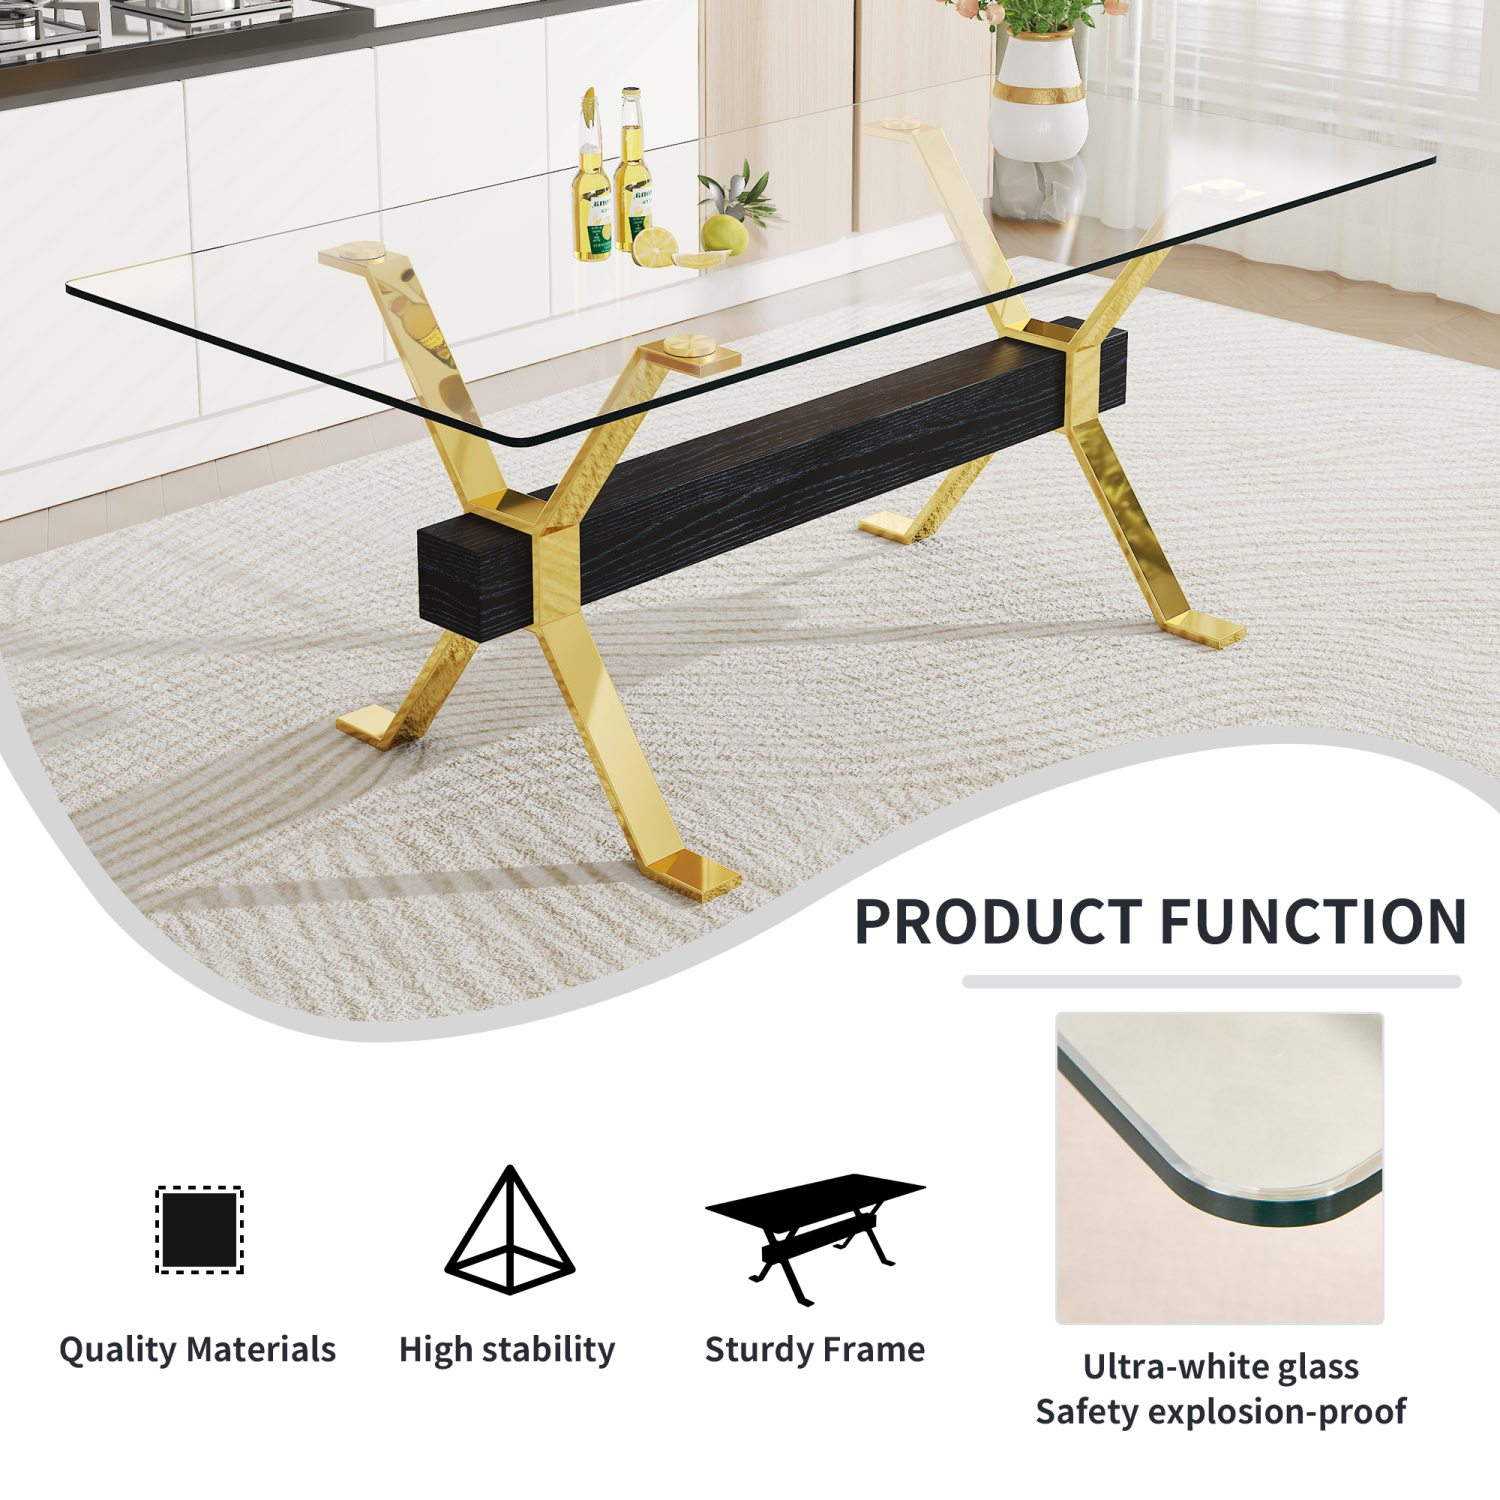 PRODUCT FUNCTION
Quality Materials
High stability
Sturdy Frame
Ultra-white glass
Safety explosion-proof